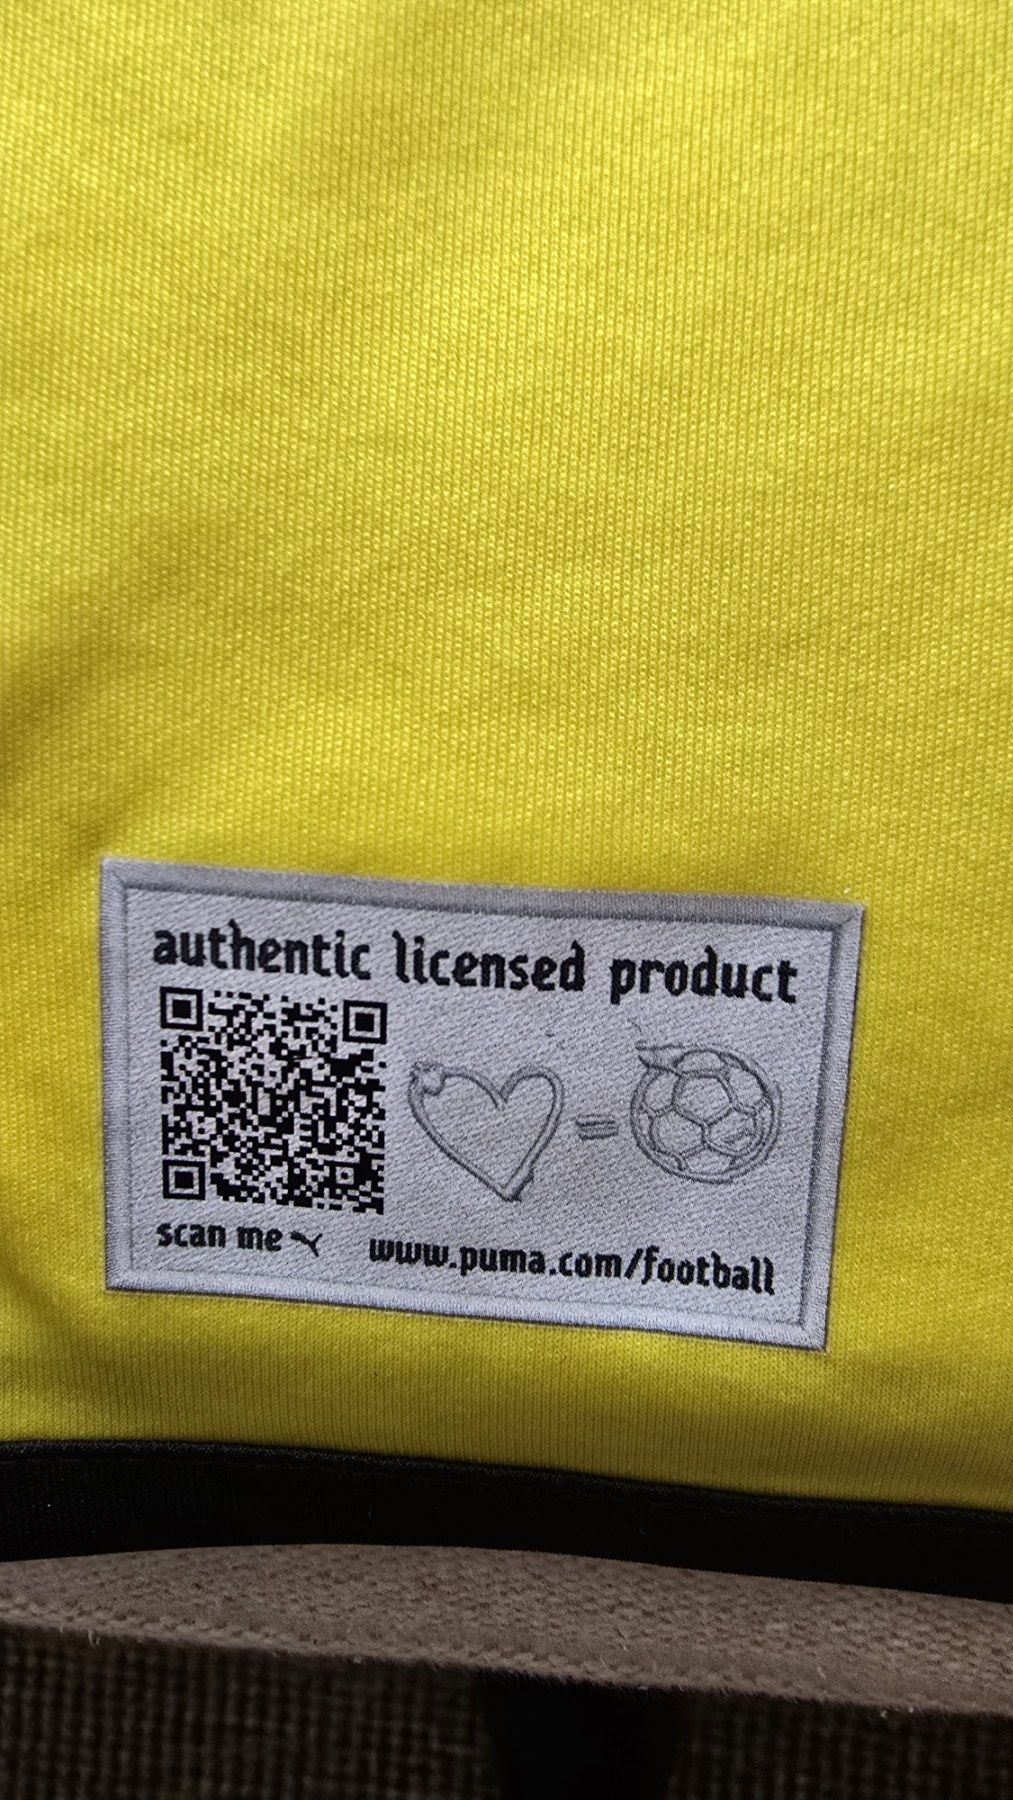 authentic licensed product
=
scan me
www.puma.com/football